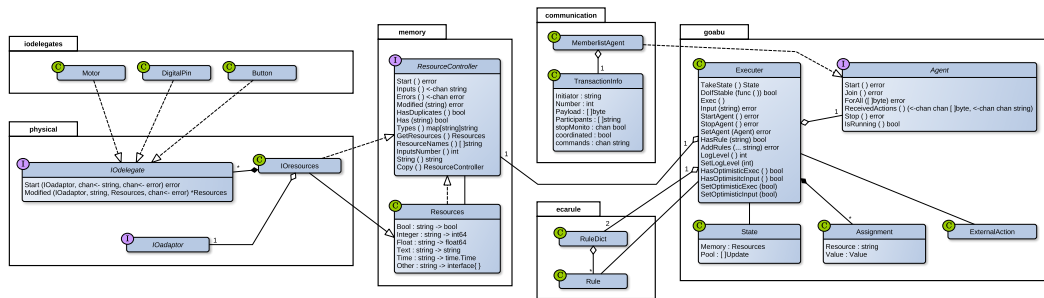 iodelegates
C Motor
C DigitalPin
C Button
physical
I IOdelegate
Start (IOadaptor, chan<- string, chan<- error) error
Modified (IOadaptor, string, Resources, chan<- error) *Resources
C IOresources
*
I IOadaptor
1
memory
I ResourceController
Start ( ) error
Inputs ( ) <-chan string
Errors ( ) <-chan error
Modified (string) error
HasDuplicates ( ) bool
Has (string) bool
Types ( ) map[string]string
GetResources ( ) Resources
ResourceNames ( ) [ ]string
InputsNumber ( ) int
String ( ) string
Copy ( ) ResourceController
1
C Resources
Bool : string -> bool
Integer : string -> int64
Float : string -> float64
Text : string -> string
Time : string -> time.Time
Other : string -> interface{ }
communication
C MemberlistAgent
1
C TransactionInfo
Initiator : string
Number : int
Payload : [ ]byte
Participants : [ ]string
stopMonito : chan bool
coordinated : bool
commands : chan string
ecarule
2
C RuleDict
*
C Rule
goabu
C Executer
TakeState ( ) State
DoIfStable (func ( )) bool
Exec ( )
Input (string) error
StartAgent ( ) error
StopAgent ( ) error
SetAgent (Agent) error
HasRule (string) bool
AddRules (... string) error
LogLevel ( ) int
SetLogLevel (int)
HasOptimisticExec ( ) bool
HasOptimisitcInput ( ) bool
SetOptimisticExec (bool)
SetOptimisticInput (bool)
1
1
1
I Agent
Start ( ) error
Join ( ) error
ForAll ([ ]byte) error
ReceivedActions ( ) (<-chan chan [ ]byte, <-chan chan string)
Stop ( ) error
IsRunning ( ) bool
C State
Memory : Resources
Pool : [ ]Update
*
C Assignment
Resource : string
Value : Value
C ExternalAction